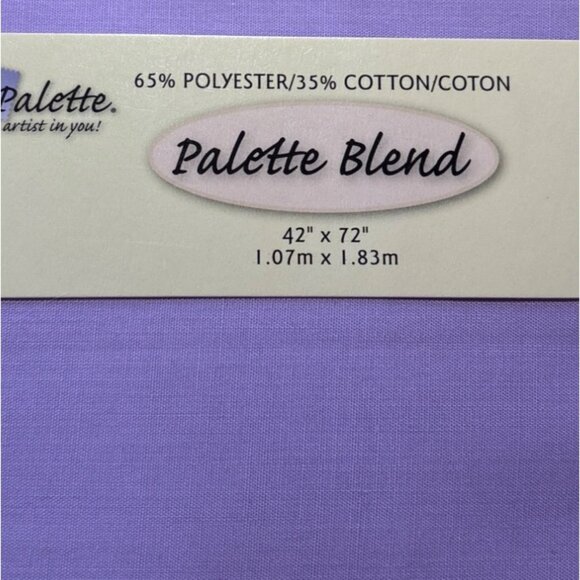 65% POLYESTER/35% COTTON/COTON
Palette®
artist in you!
Palette Blend
42" x 72"
1.07m x 1.83m